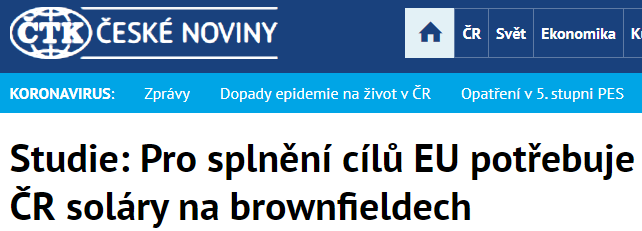 ČTK ČESKÉ NOVINY
ČR Svět Ekonomika
KORONAVIRUS: Zprávy Dopady epidemie na život v ČR Opatření v 5. stupni PES
Studie: Pro splnění cílů EU potřebuje
ČR soláry na brownfieldech